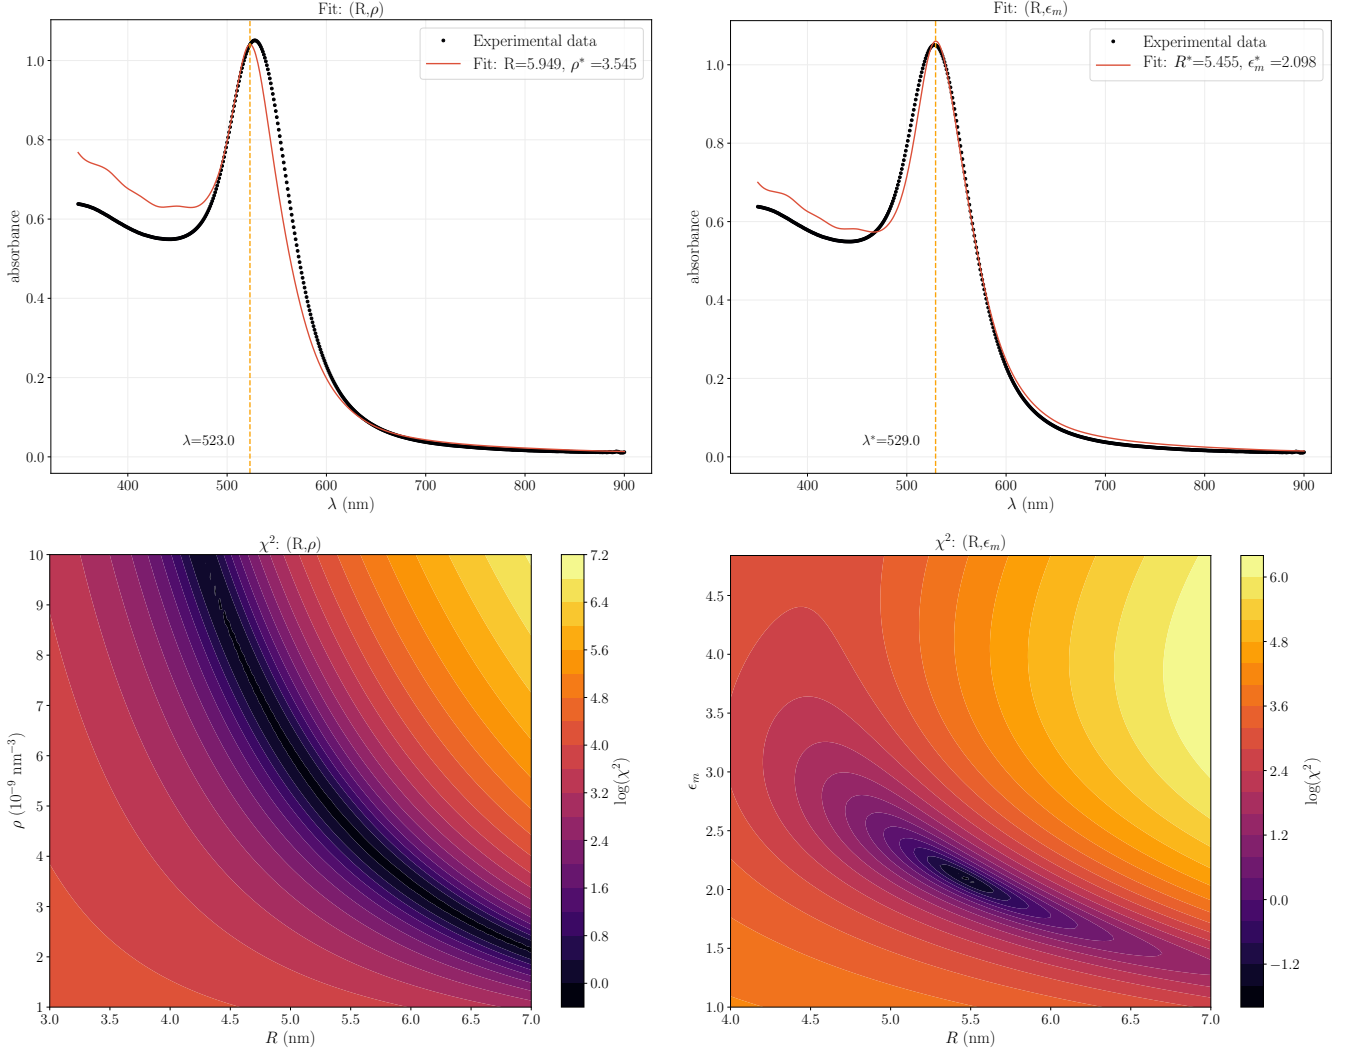 Fit: (R,ρ)
Experimental data
Fit: R=5.949, ρ* =3.545
absorbance
1.0
0.8
0.6
0.4
0.2
0.0
λ=523.0
400 500 600 700 800 900
λ (nm)
Fit: (R,ϵₘ)
Experimental data
Fit: R*=5.455, ϵ*ₘ =2.098
absorbance
1.0
0.8
0.6
0.4
0.2
0.0
λ*=529.0
400 500 600 700 800 900
λ (nm)
χ²: (R,ρ)
ρ (10⁻⁹ nm⁻³)
10
9
8
7
6
5
4
3
2
1
3.0 3.5 4.0 4.5 5.0 5.5 6.0 6.5 7.0
R (nm)
7.2
6.4
5.6
4.8
4.0
3.2
2.4
1.6
0.8
0.0
log(χ²)
χ²: (R,ϵₘ)
ϵₘ
4.5
4.0
3.5
3.0
2.5
2.0
1.5
1.0
4.0 4.5 5.0 5.5 6.0 6.5 7.0
R (nm)
6.0
4.8
3.6
2.4
1.2
0.0
−1.2
log(χ²)